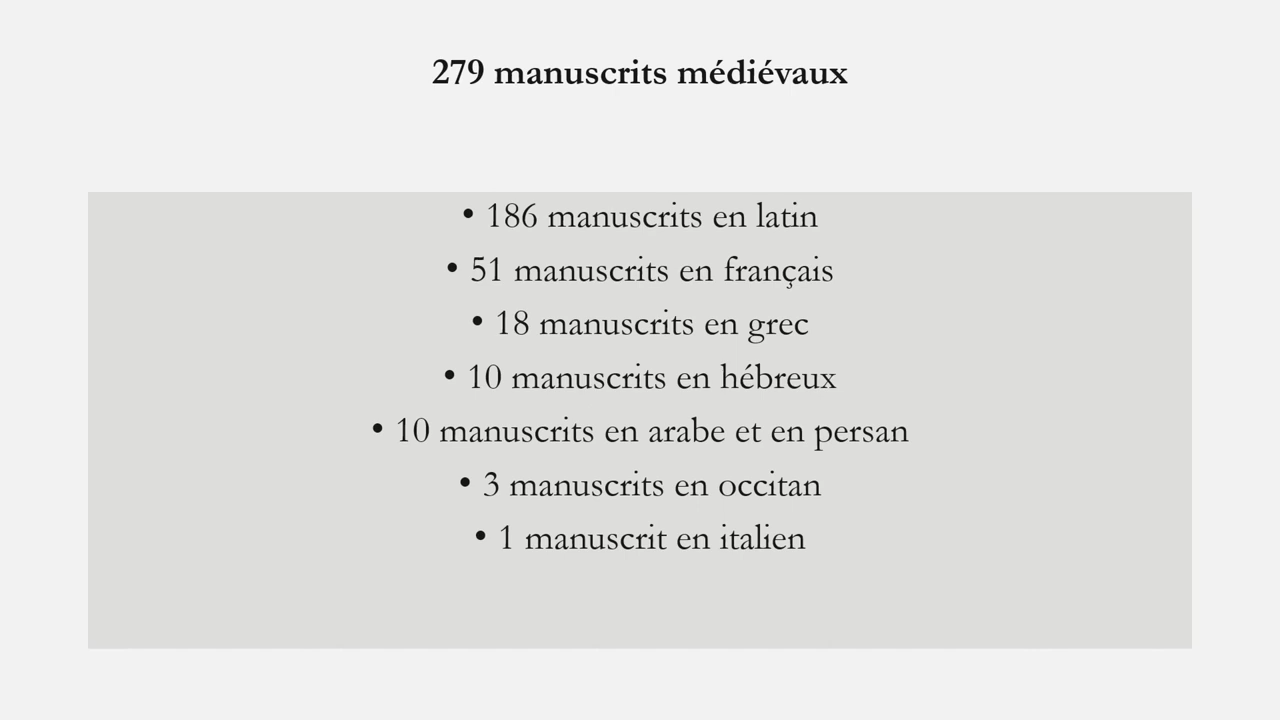 279 manuscrits médiévaux
• 186 manuscrits en latin
• 51 manuscrits en français
• 18 manuscrits en grec
• 10 manuscrits en hébreux
• 10 manuscrits en arabe et en persan
• 3 manuscrits en occitan
• 1 manuscrit en italien